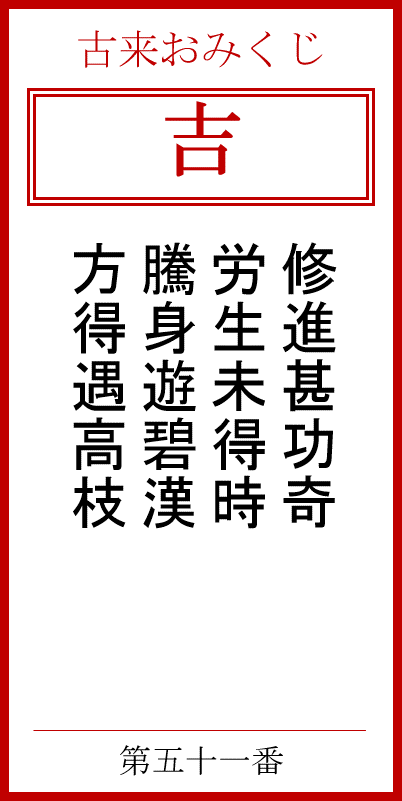 古来おみくじ
吉
修進甚功奇
労生未得時
騰身遊碧漢
方得遇高枝
第五十一番